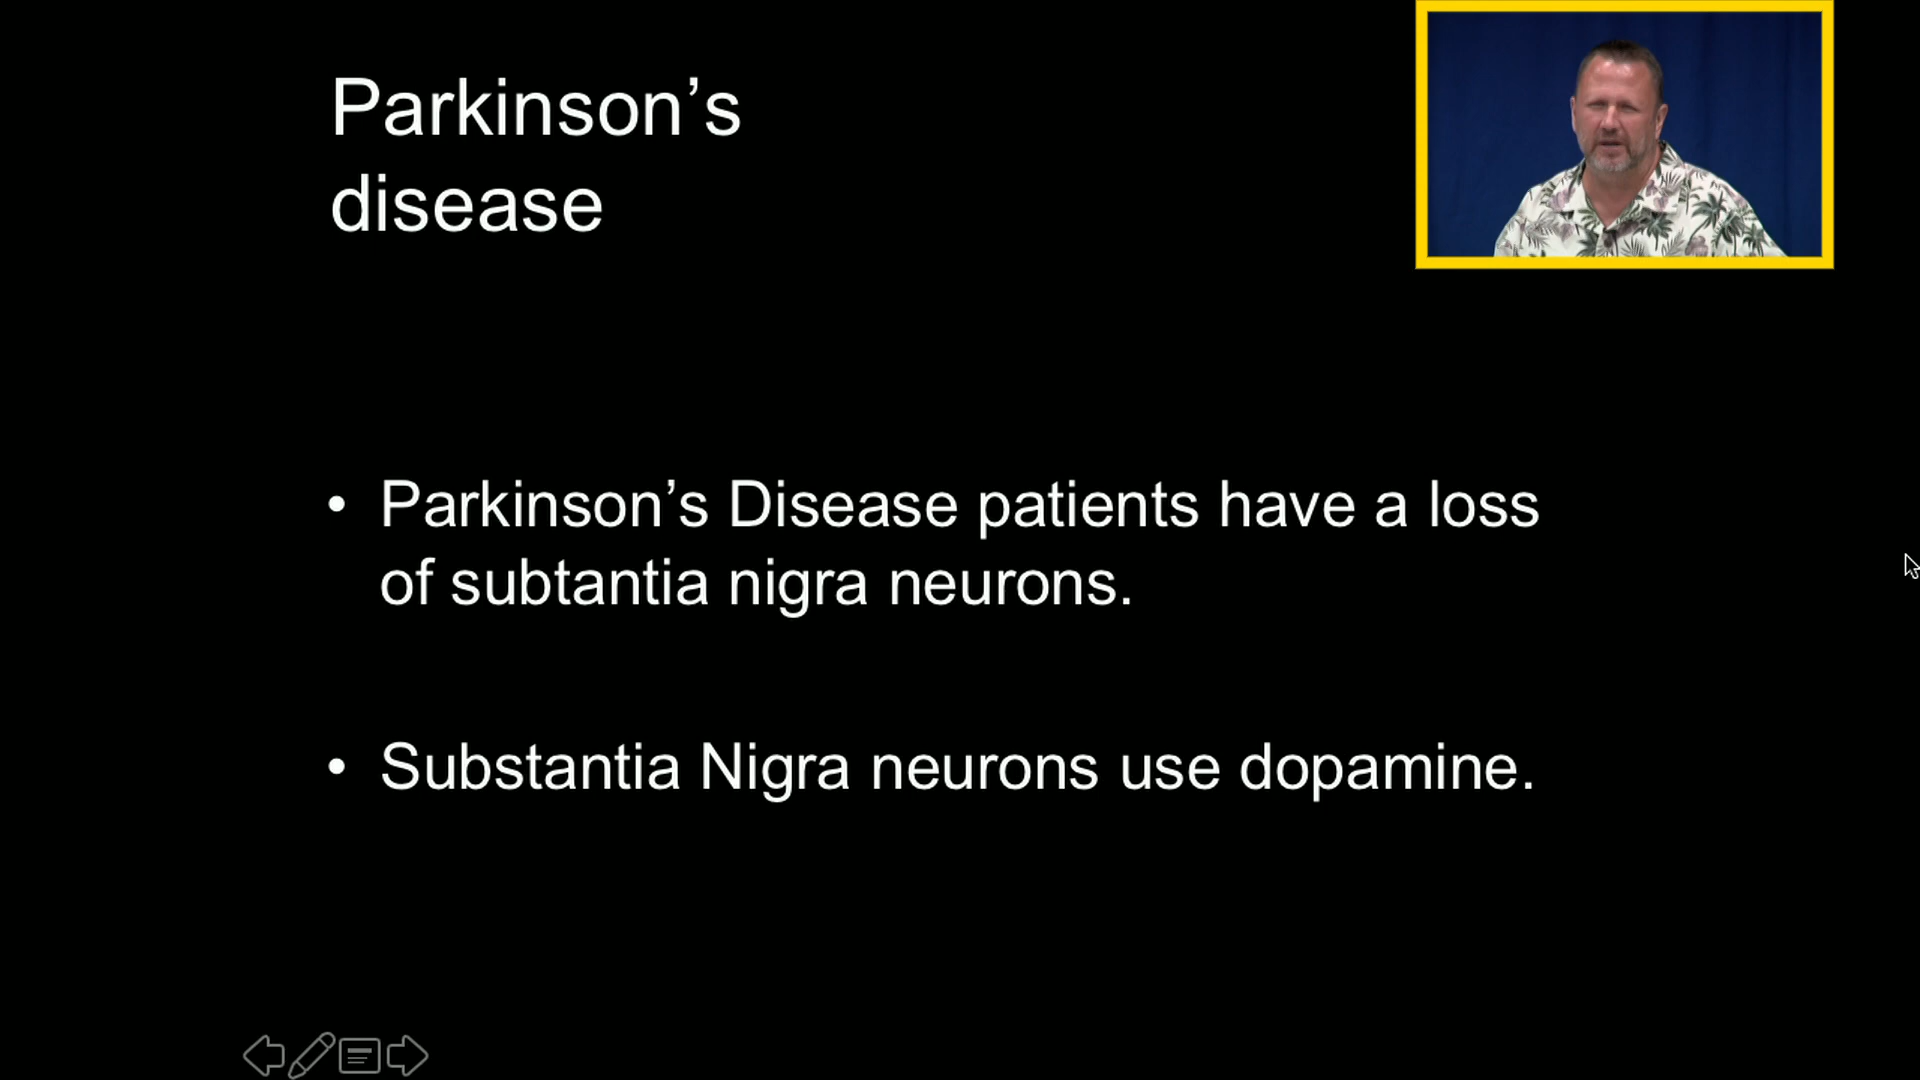 Parkinson’s
disease
• Parkinson’s Disease patients have a loss
of subtantia nigra neurons.
• Substantia Nigra neurons use dopamine.